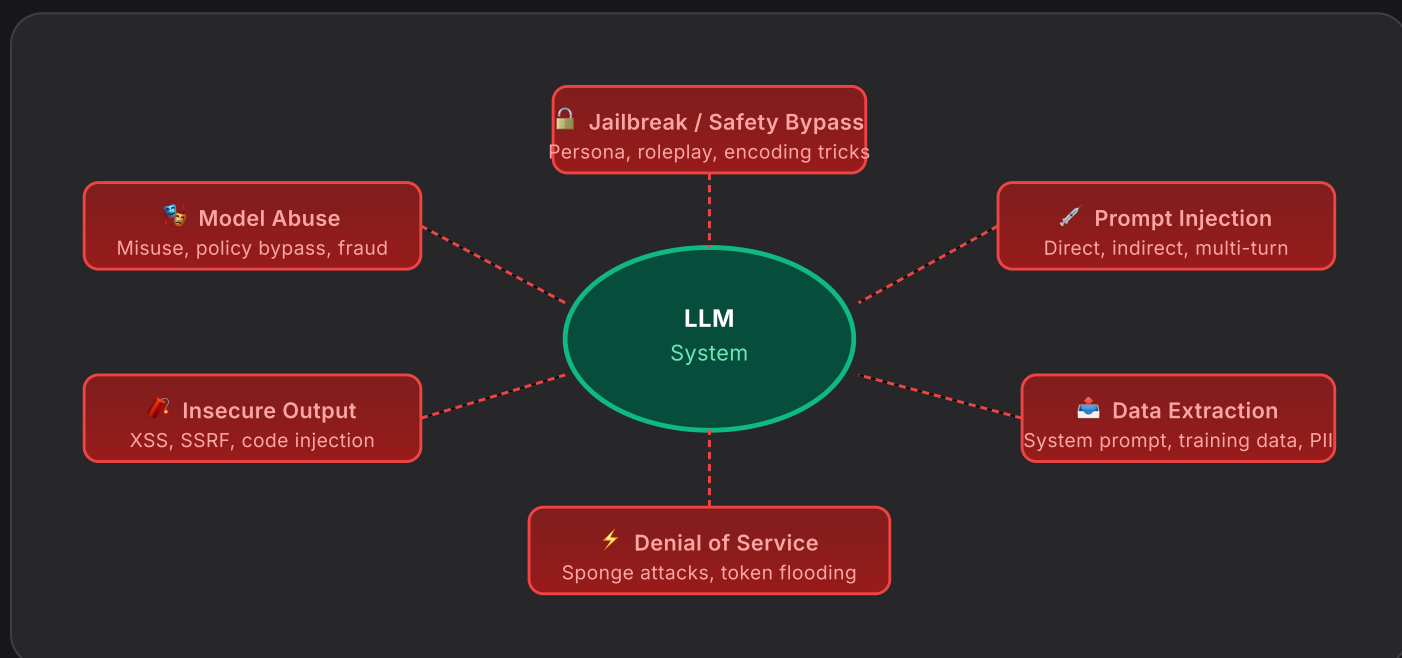 Jailbreak / Safety Bypass
Persona, roleplay, encoding tricks
Model Abuse
Misuse, policy bypass, fraud
Prompt Injection
Direct, indirect, multi-turn
LLM
System
Insecure Output
XSS, SSRF, code injection
Data Extraction
System prompt, training data, PII
Denial of Service
Sponge attacks, token flooding